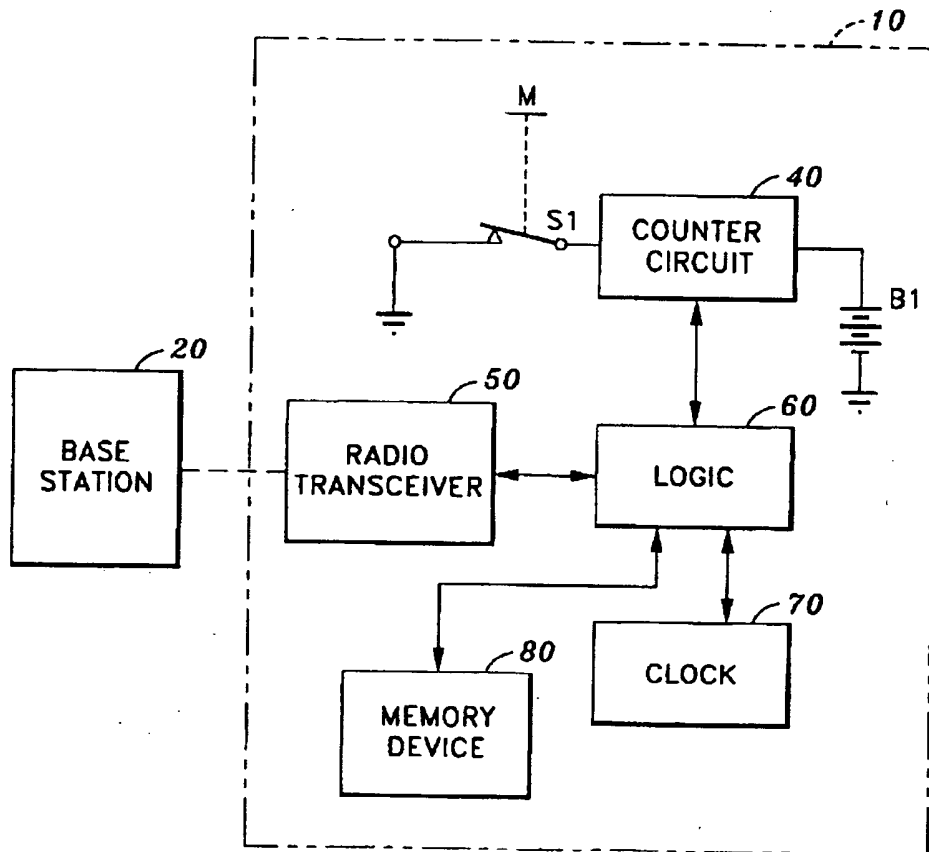 10
M
S1
40
COUNTER
CIRCUIT
B1
20
BASE
STATION
50
RADIO
TRANSCEIVER
60
LOGIC
70
CLOCK
80
MEMORY
DEVICE